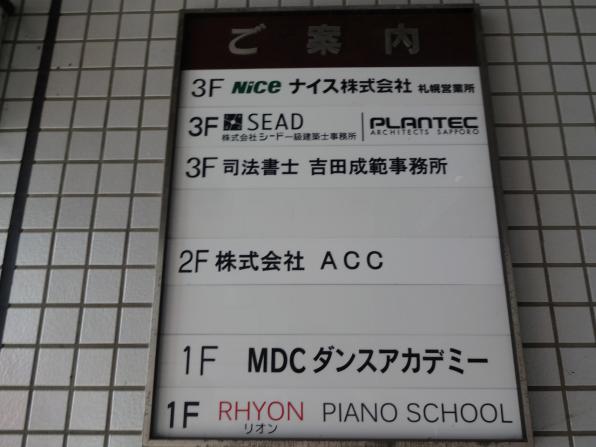 ご案内
3F NICE ナイス株式会社 札幌営業所
3F SEAD 株式会社シード一級建築士事務所 PLANTEC ARCHITECTS SAPPORO
3F 司法書士 吉田成範事務所
2F 株式会社 ACC
1F MDCダンスアカデミー
1F RHYON PIANO SCHOOL
リオン